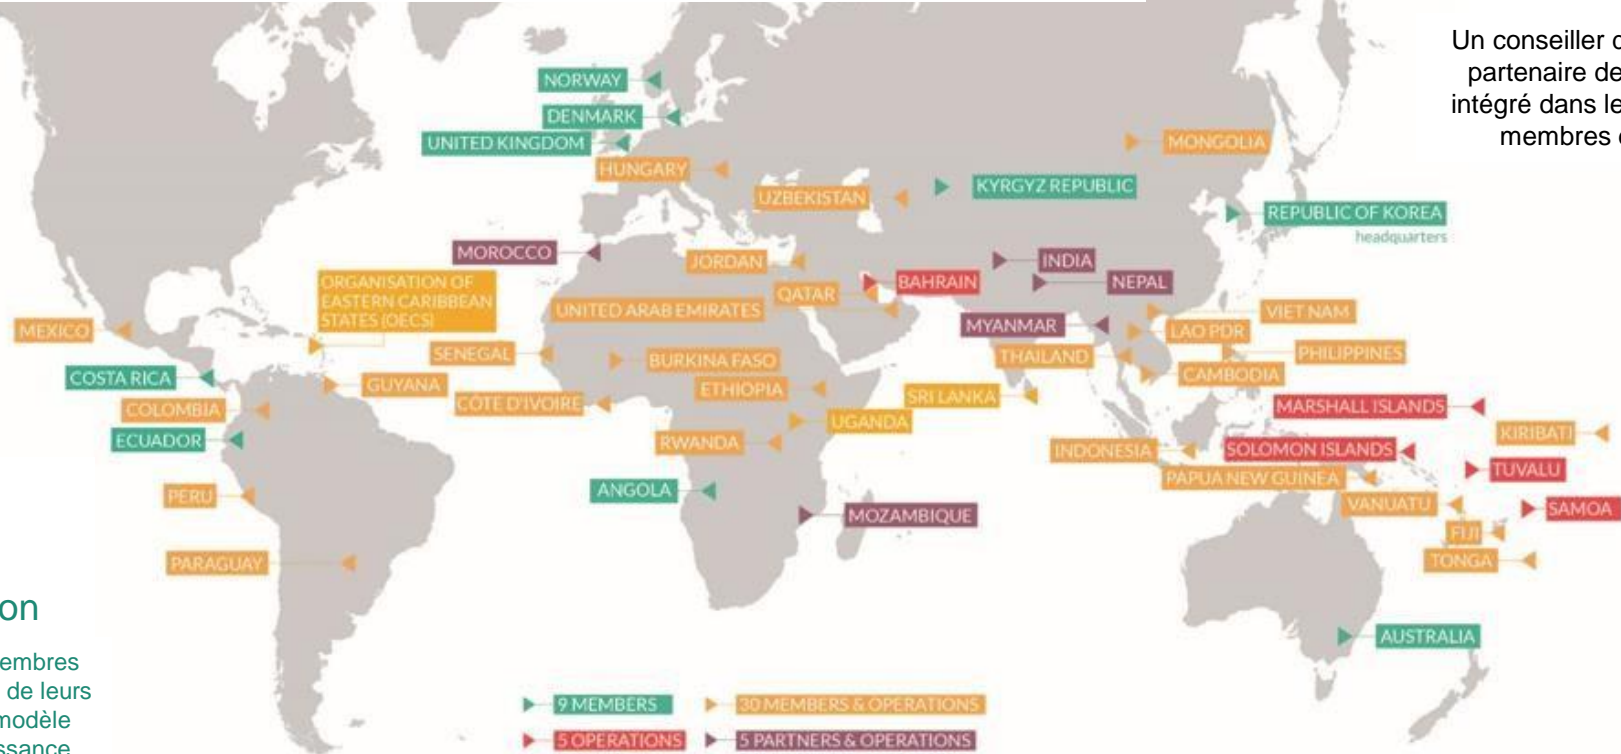 Un conseiller
partenaire de
intégré dans
membres
NORWAY
DENMARK
UNITED KINGDOM
HUNGARY
MONGOLIA
UZBEKISTAN
KYRGYZ REPUBLIC
REPUBLIC OF KOREA
headquarters
MOROCCO
JORDAN
INDIA
BAHRAIN
NEPAL
ORGANISATION OF
EASTERN CARIBBEAN
STATES (OECS)
QATAR
UNITED ARAB EMIRATES
MEXICO
MYANMAR
VIET NAM
LAO PDR
SENEGAL
BURKINA FASO
THAILAND
PHILIPPINES
COSTA RICA
GUYANA
ETHIOPIA
CAMBODIA
COLOMBIA
CÔTE D'IVOIRE
SRI LANKA
MARSHALL ISLANDS
UGANDA
ECUADOR
RWANDA
INDONESIA
SOLOMON ISLANDS
KIRIBATI
PERU
ANGOLA
PAPUA NEW GUINEA
TUVALU
MOZAMBIQUE
VANUATU
SAMOA
FIJI
PARAGUAY
TONGA
on
embres
de leurs
modèle
ssance
AUSTRALIA
9 MEMBERS
30 MEMBERS & OPERATIONS
5 OPERATIONS
5 PARTNERS & OPERATIONS